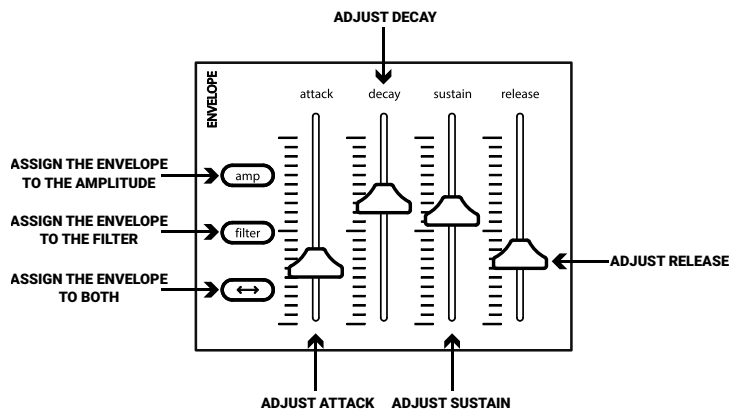 ADJUST DECAY
ENVELOPE
attack decay sustain release
ASSIGN THE ENVELOPE
TO THE AMPLITUDE
amp
ASSIGN THE ENVELOPE
TO THE FILTER
filter
ASSIGN THE ENVELOPE
TO BOTH
ADJUST RELEASE
ADJUST ATTACK ADJUST SUSTAIN